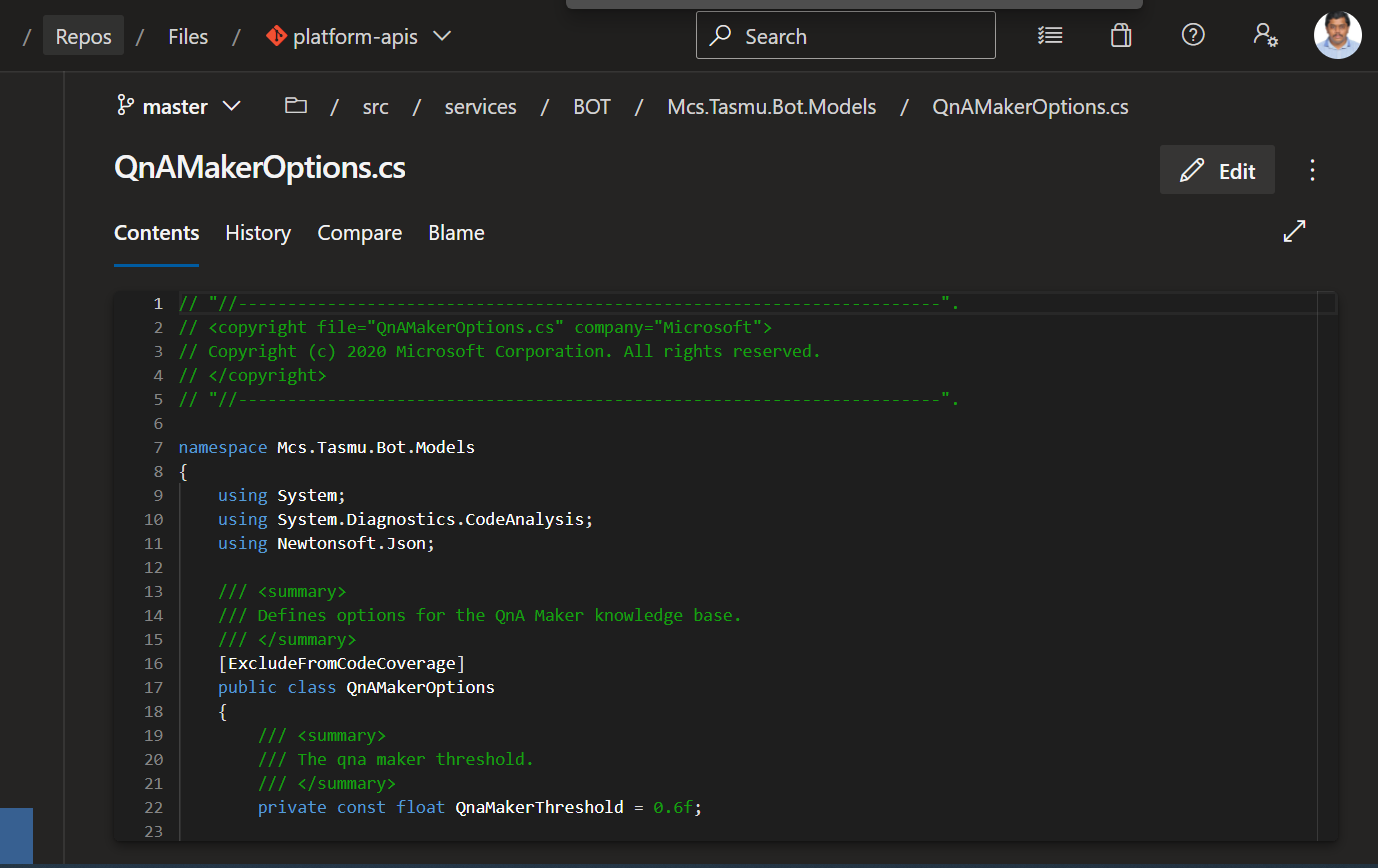 / Repos / Files / platform-apis Search
master / src / services / BOT / Mcs.Tasmu.Bot.Models / QnAMakerOptions.cs
QnAMakerOptions.cs
Edit
Contents History Compare Blame
1 // "//-----------------------------------------------------------------------".
2 // <copyright file="QnAMakerOptions.cs" company="Microsoft">
3 // Copyright (c) 2020 Microsoft Corporation. All rights reserved.
4 // </copyright>
5 // "//-----------------------------------------------------------------------".
6
7 namespace Mcs.Tasmu.Bot.Models
8 {
9 using System;
10 using System.Diagnostics.CodeAnalysis;
11 using Newtonsoft.Json;
12
13 /// <summary>
14 /// Defines options for the QnA Maker knowledge base.
15 /// </summary>
16 [ExcludeFromCodeCoverage]
17 public class QnAMakerOptions
18 {
19 /// <summary>
20 /// The qna maker threshold.
21 /// </summary>
22 private const float QnaMakerThreshold = 0.6f;
23